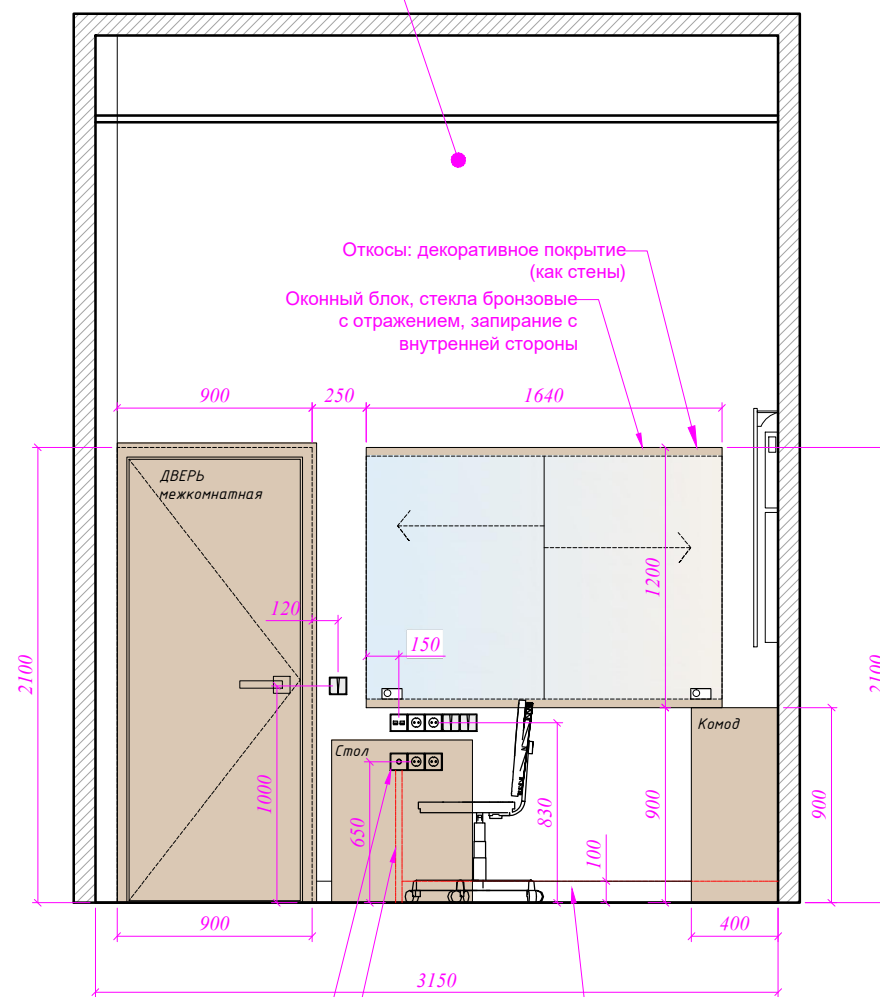 Откосы: декоративное покрытие
(как стены)
Оконный блок, стекла бронзовые
с отражением, запирание с
внутренней стороны
900
250
1640
ДВЕРЬ
межкомнатная
1200
120
150
2100
2100
Комод
Стол
1000
650
830
900
900
100
900
400
3150